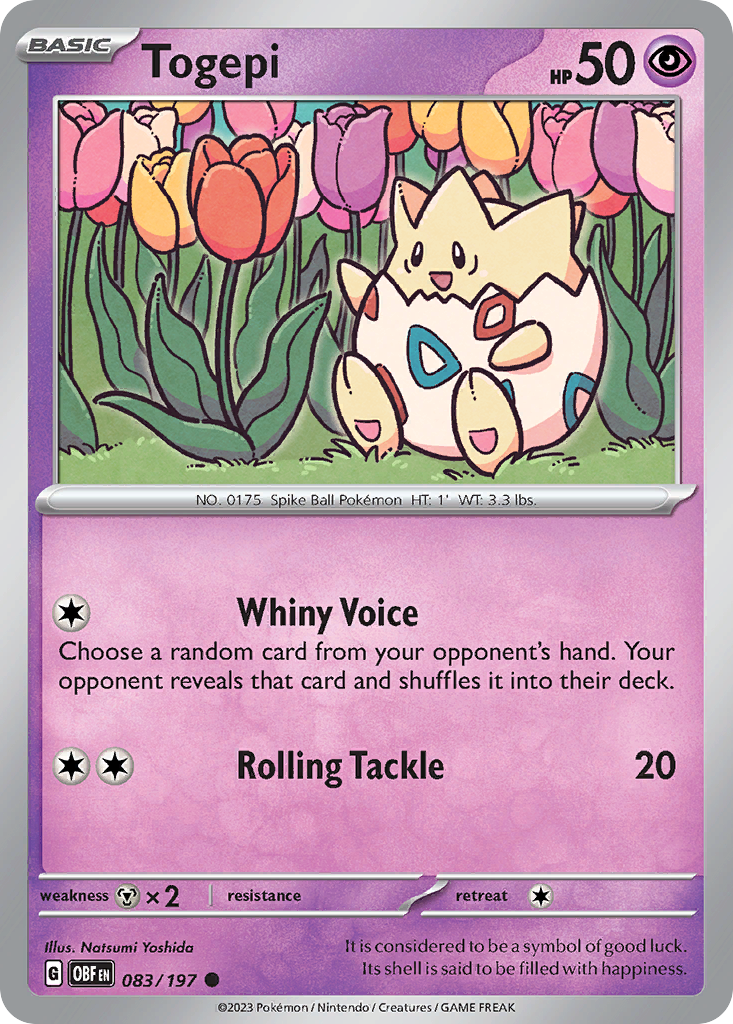 BASIC Togepi HP 50
NO. 0175 Spike Ball Pokémon HT: 1' WT: 3.3 lbs.
Whiny Voice
Choose a random card from your opponent's hand. Your
opponent reveals that card and shuffles it into their deck.
Rolling Tackle 20
weakness ×2 resistance retreat
Illus. Natsumi Yoshida
It is considered to be a symbol of good luck.
Its shell is said to be filled with happiness.
G OBF EN 083/197
©2023 Pokémon / Nintendo / Creatures / GAME FREAK